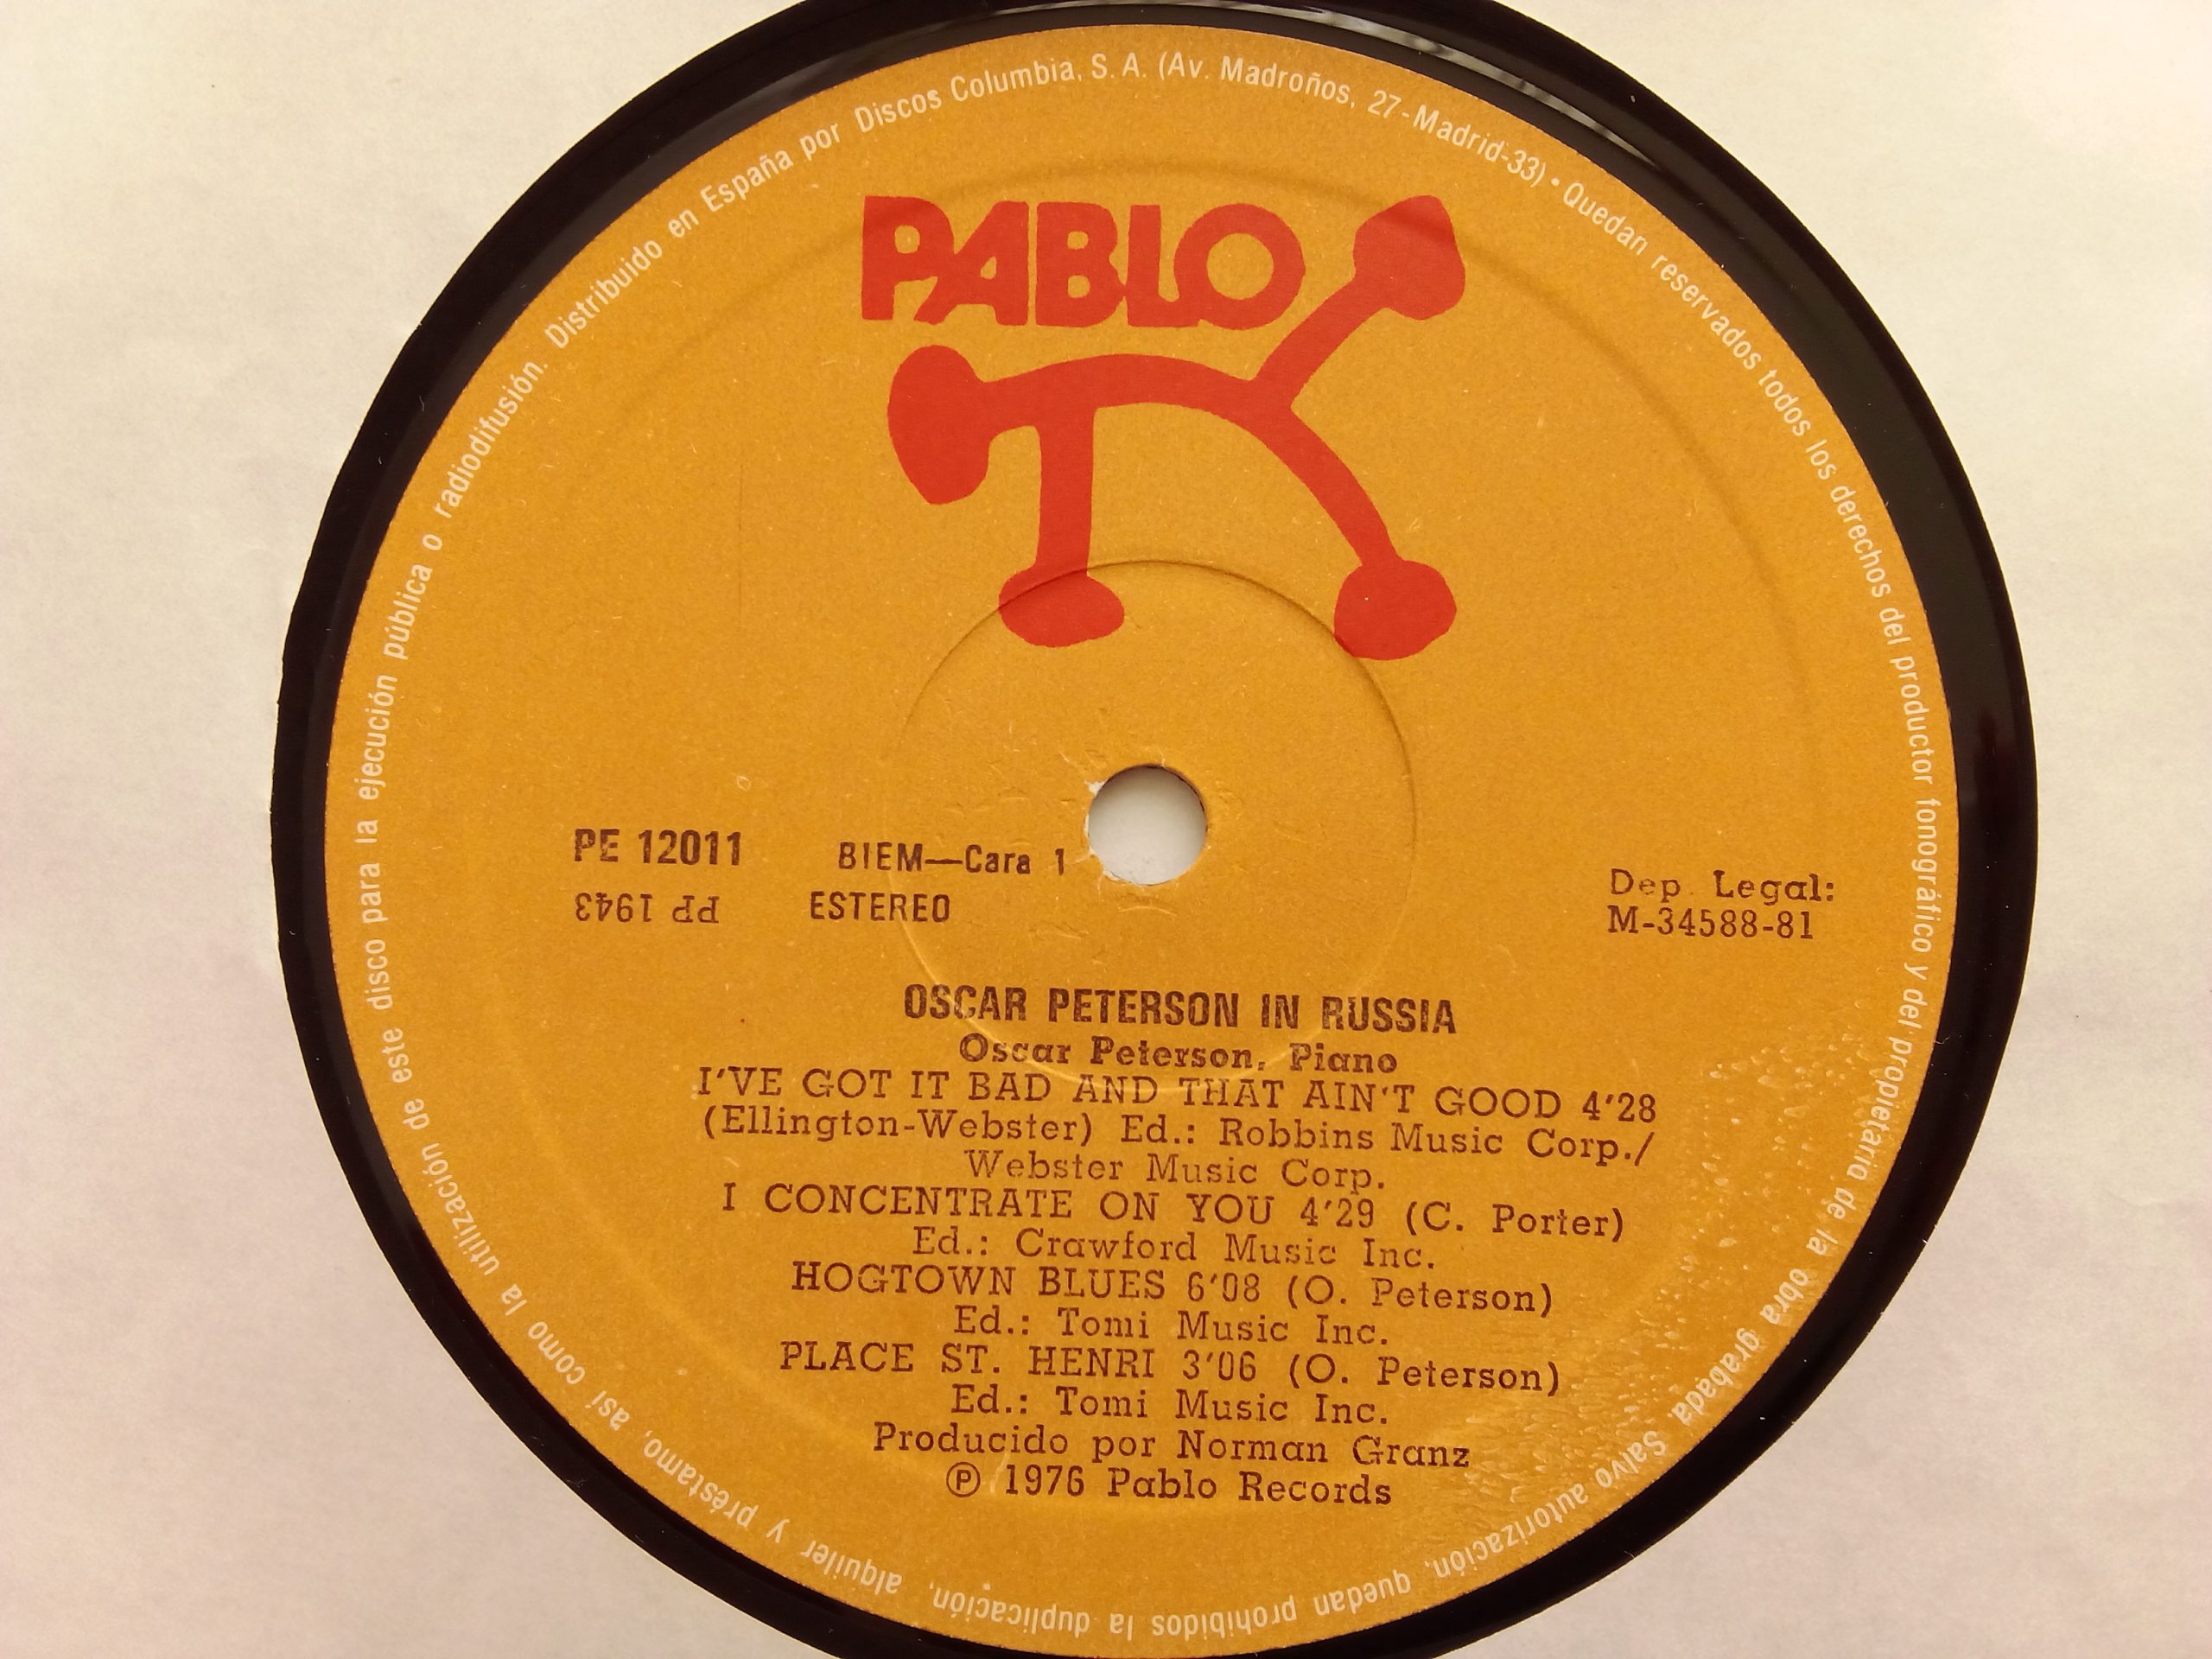 PABLO
Distribuido en España por Discos Columbia, S. A. (Av. Madroños, 27-Madrid-33) • Quedan reservados todos los derechos del productor fonográfico y del propietario de la obra grabada. Salvo autorización, quedan prohibidos la duplicación, alquiler y préstamo, así como la utilización de este disco para la ejecución pública o radiodifusión.
PE 12011 BIEM—Cara 1
PP 1943 ESTEREO
Dep. Legal:
M-34588-81
OSCAR PETERSON IN RUSSIA
Oscar Peterson, Piano
I'VE GOT IT BAD AND THAT AIN'T GOOD 4'28
(Ellington-Webster) Ed.: Robbins Music Corp./
Webster Music Corp.
I CONCENTRATE ON YOU 4'29 (C. Porter)
Ed.: Crawford Music Inc.
HOGTOWN BLUES 6'08 (O. Peterson)
Ed.: Tomi Music Inc.
PLACE ST. HENRI 3'06 (O. Peterson)
Ed.: Tomi Music Inc.
Producido por Norman Granz
℗ 1976 Pablo Records